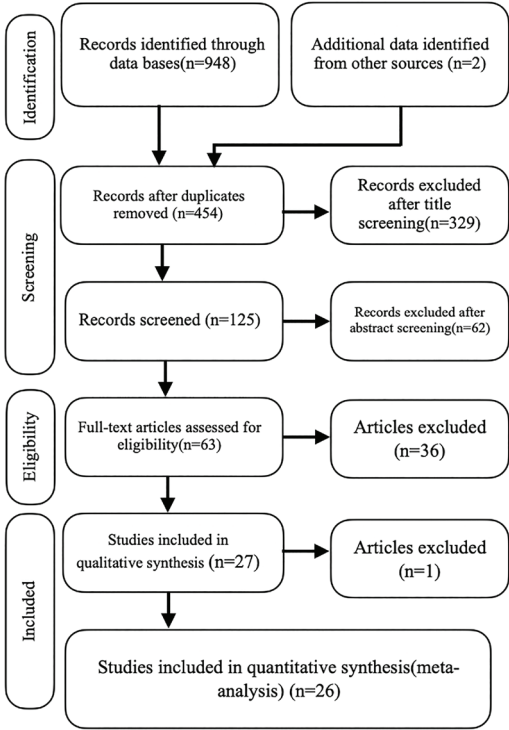 Identification
Records identified through
data bases(n=948)
Additional data identified
from other sources (n=2)
Screening
Records after duplicates
removed (n=454)
Records excluded
after title
screening(n=329)
Records screened (n=125)
Records excluded after
abstract screening(n=62)
Eligibility
Full-text articles assessed for
eligibility(n=63)
Articles excluded
(n=36)
Included
Studies included in
qualitative synthesis (n=27)
Articles excluded
(n=1)
Studies included in quantitative synthesis(meta-
analysis) (n=26)